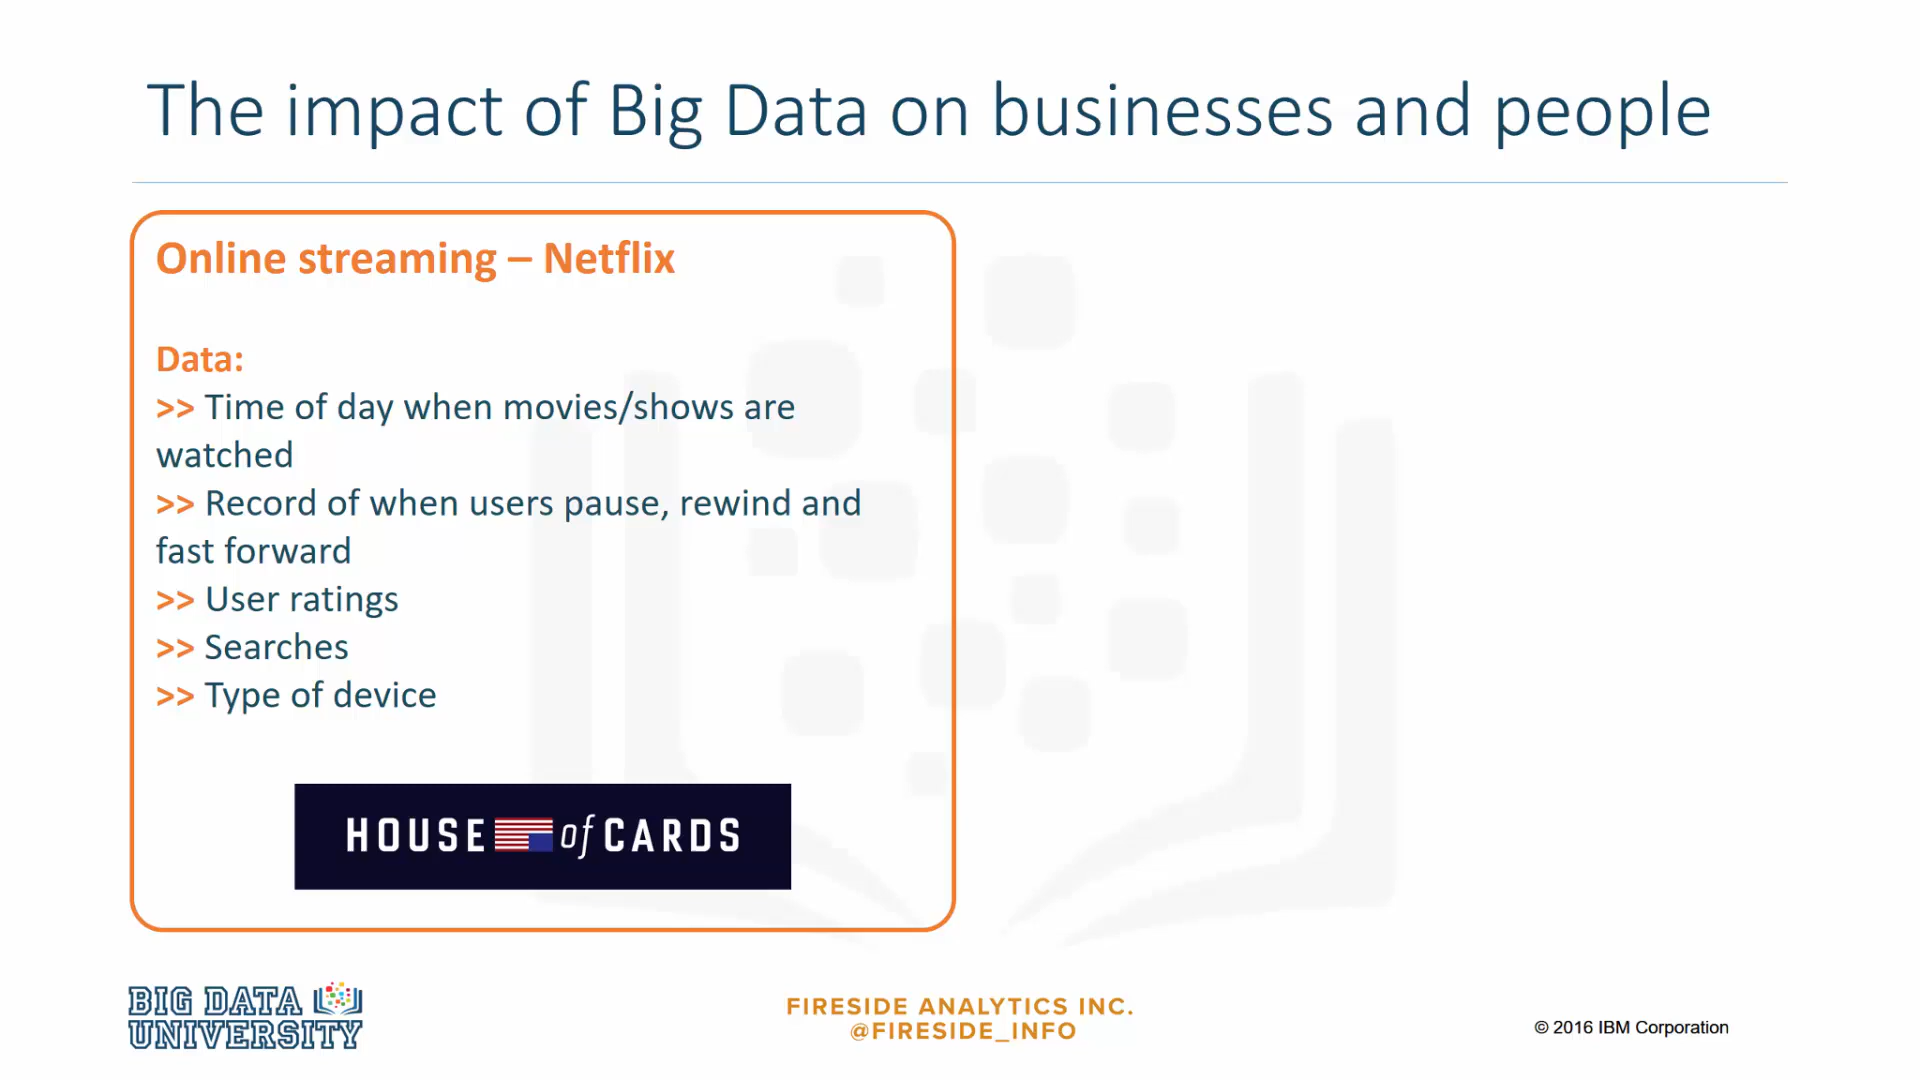 The impact of Big Data on businesses and people
Online streaming – Netflix
Data:
>> Time of day when movies/shows are
watched
>> Record of when users pause, rewind and
fast forward
>> User ratings
>> Searches
>> Type of device
HOUSE of CARDS
BIG DATA
UNIVERSITY
FIRESIDE ANALYTICS INC.
@FIRESIDE_INFO
© 2016 IBM Corporation